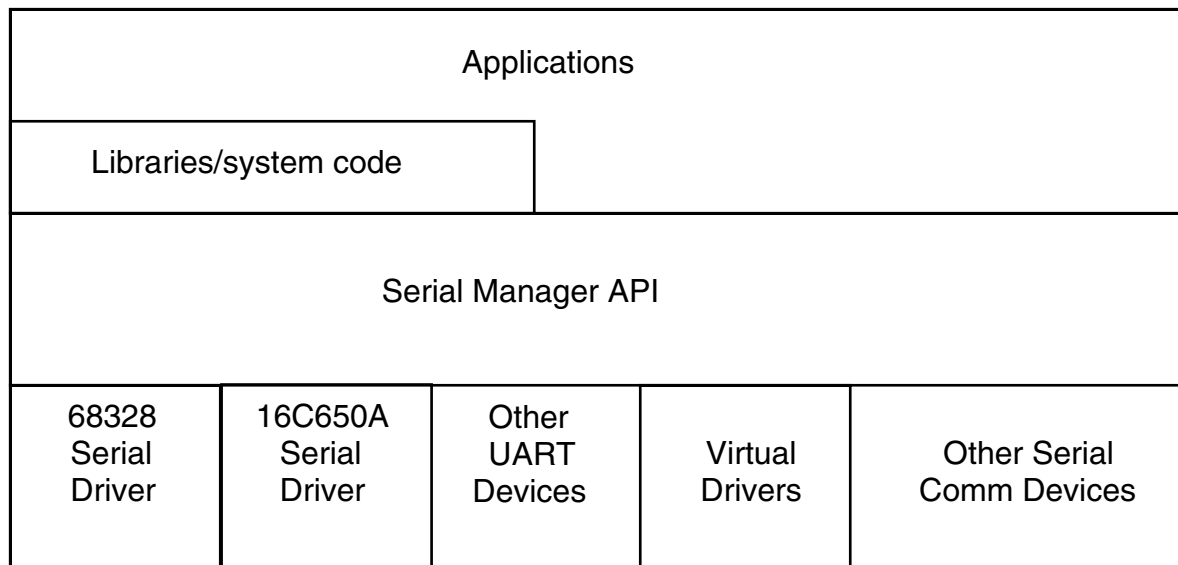 Applications
Libraries/system code
Serial Manager API
68328
Serial
Driver
16C650A
Serial
Driver
Other
UART
Devices
Virtual
Drivers
Other Serial
Comm Devices